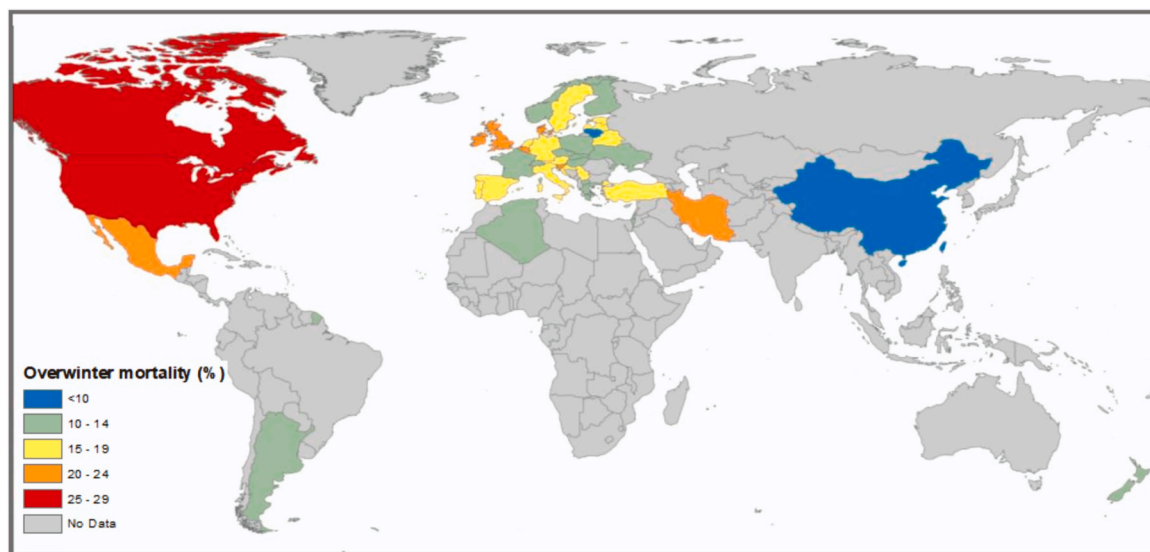 Overwinter mortality (%)
<10
10 - 14
15 - 19
20 - 24
25 - 29
No Data